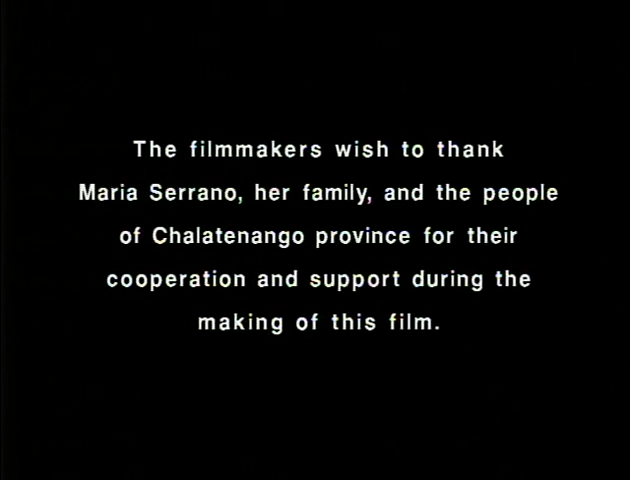 The filmmakers wish to thank
Maria Serrano, her family, and the people
of Chalatenango province for their
cooperation and support during the
making of this film.